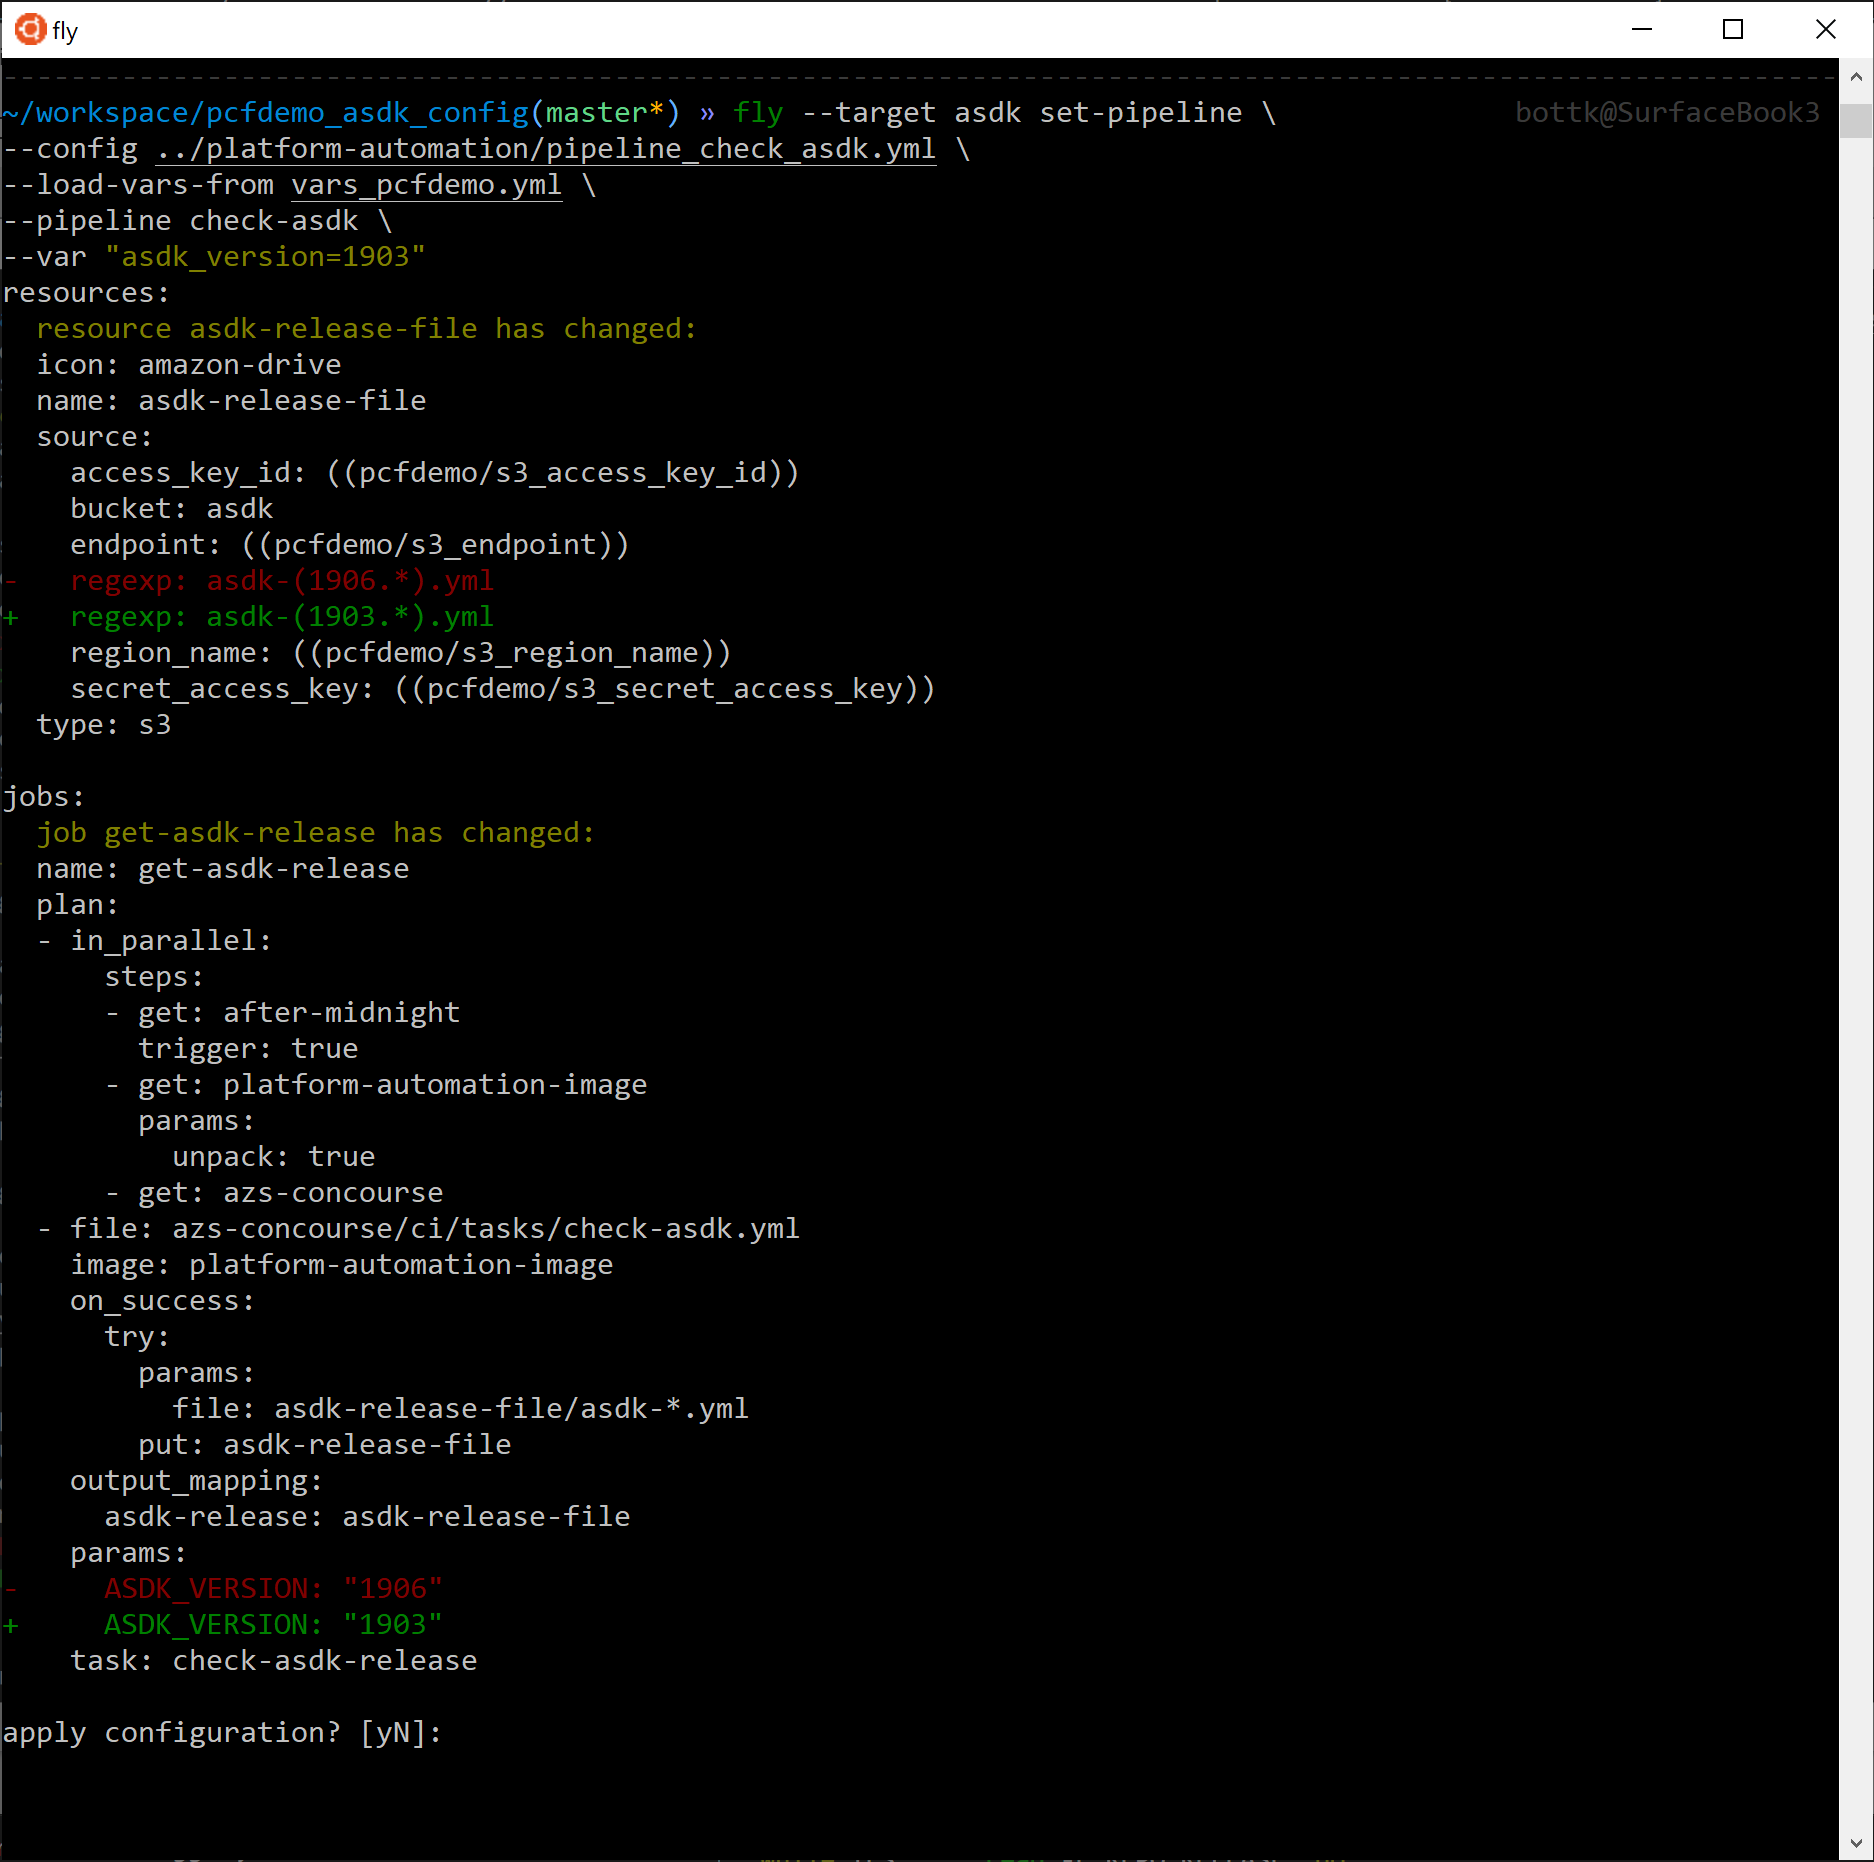 fly
~/workspace/pcfdemo_asdk_config(master*) » fly --target asdk set-pipeline \ bottk@SurfaceBook3
--config ../platform-automation/pipeline_check_asdk.yml \
--load-vars-from vars_pcfdemo.yml \
--pipeline check-asdk \
--var "asdk_version=1903"
resources:
  resource asdk-release-file has changed:
  icon: amazon-drive
  name: asdk-release-file
  source:
    access_key_id: ((pcfdemo/s3_access_key_id))
    bucket: asdk
    endpoint: ((pcfdemo/s3_endpoint))
-   regexp: asdk-(1906.*).yml
+   regexp: asdk-(1903.*).yml
    region_name: ((pcfdemo/s3_region_name))
    secret_access_key: ((pcfdemo/s3_secret_access_key))
  type: s3

jobs:
  job get-asdk-release has changed:
  name: get-asdk-release
  plan:
  - in_parallel:
      steps:
      - get: after-midnight
        trigger: true
      - get: platform-automation-image
        params:
          unpack: true
      - get: azs-concourse
  - file: azs-concourse/ci/tasks/check-asdk.yml
    image: platform-automation-image
    on_success:
      try:
        params:
          file: asdk-release-file/asdk-*.yml
        put: asdk-release-file
    output_mapping:
      asdk-release: asdk-release-file
    params:
-     ASDK_VERSION: "1906"
+     ASDK_VERSION: "1903"
    task: check-asdk-release

apply configuration? [yN]: